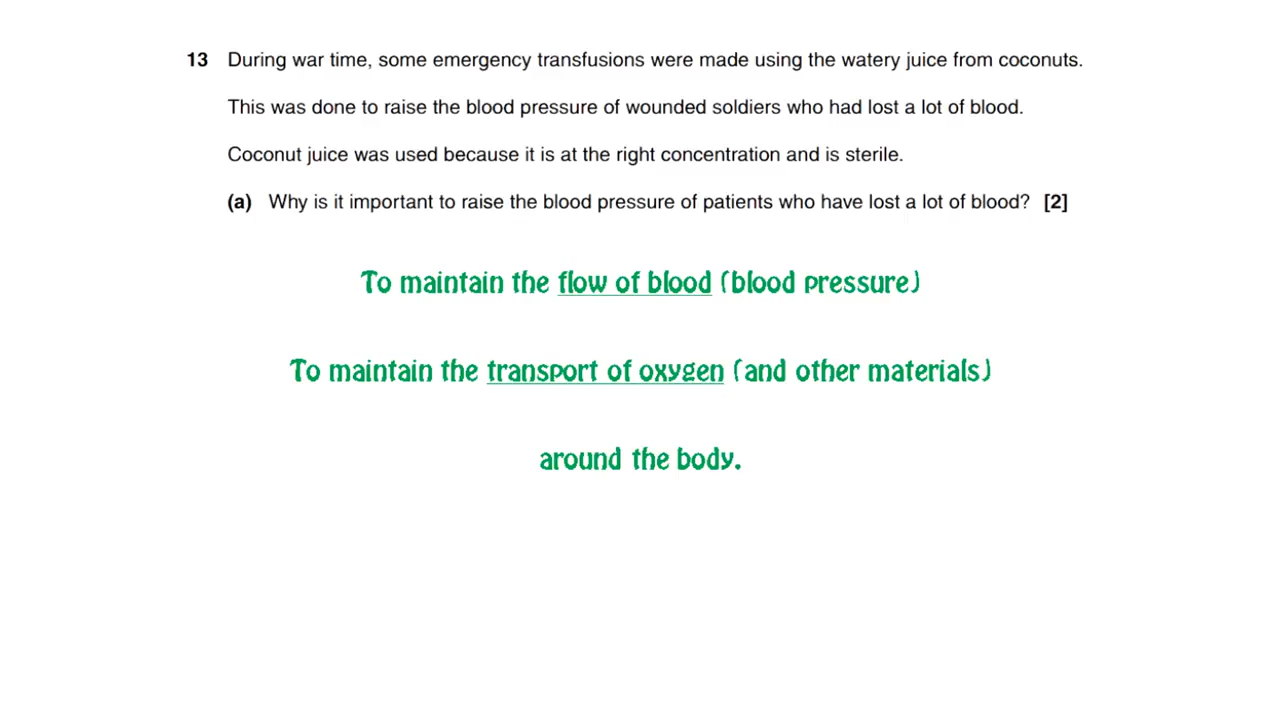 13 During war time, some emergency transfusions were made using the watery juice from coconuts.
This was done to raise the blood pressure of wounded soldiers who had lost a lot of blood.
Coconut juice was used because it is at the right concentration and is sterile.
(a) Why is it important to raise the blood pressure of patients who have lost a lot of blood? [2]
To maintain the flow of blood (blood pressure)
To maintain the transport of oxygen (and other materials)
around the body.